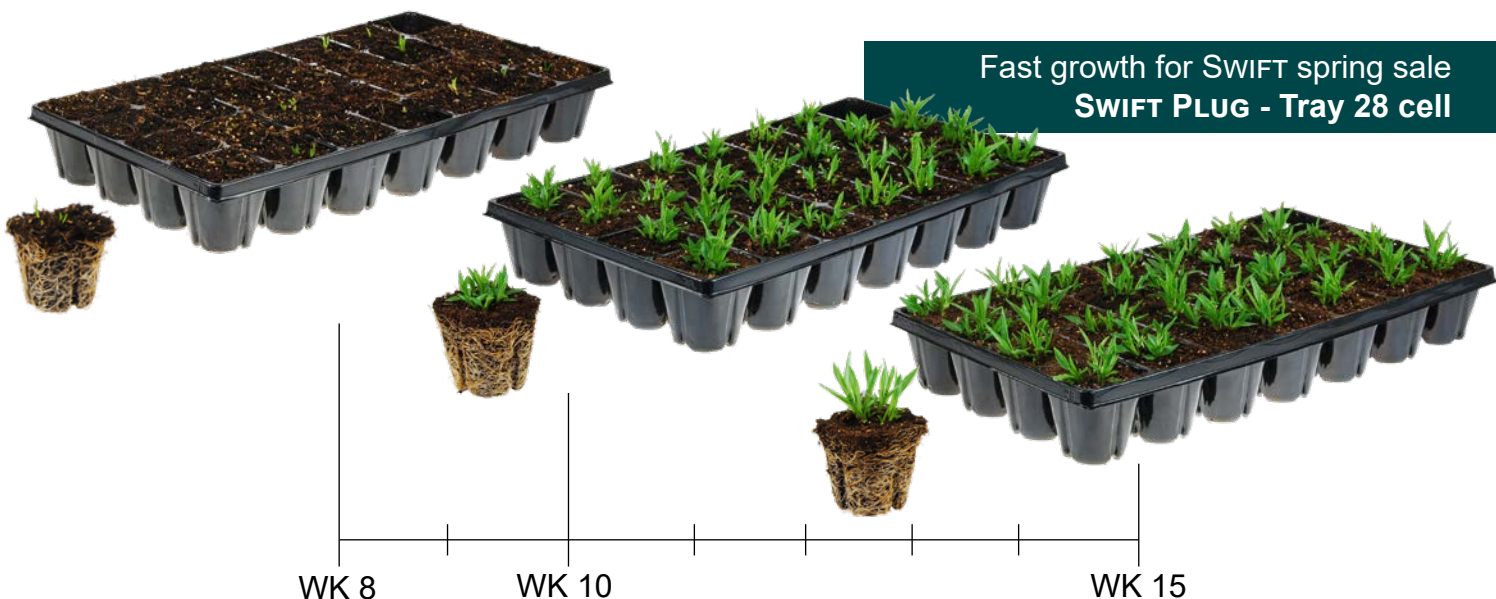 Fast growth for SWIFT spring sale
SWIFT PLUG - Tray 28 cell
WK 8
WK 10
WK 15